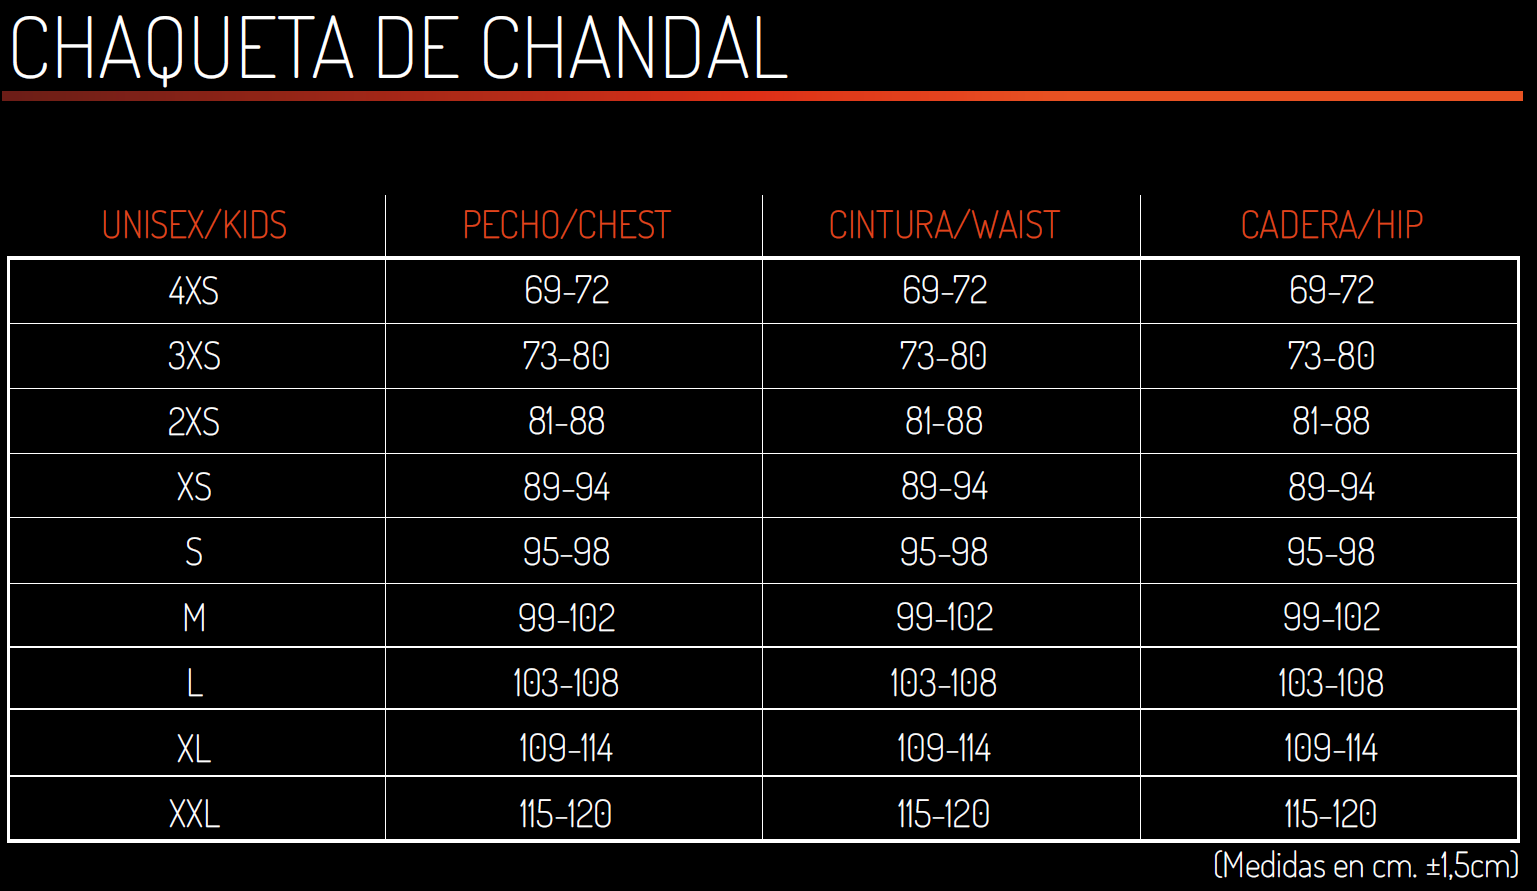 CHAQUETA DE CHANDAL
UNISEX/KIDS PECHO/CHEST CINTURA/WAIST CADERA/HIP
4XS 69-72 69-72 69-72
3XS 73-80 73-80 73-80
2XS 81-88 81-88 81-88
XS 89-94 89-94 89-94
S 95-98 95-98 95-98
M 99-102 99-102 99-102
L 103-108 103-108 103-108
XL 109-114 109-114 109-114
XXL 115-120 115-120 115-120
(Medidas en cm. ±1,5cm)